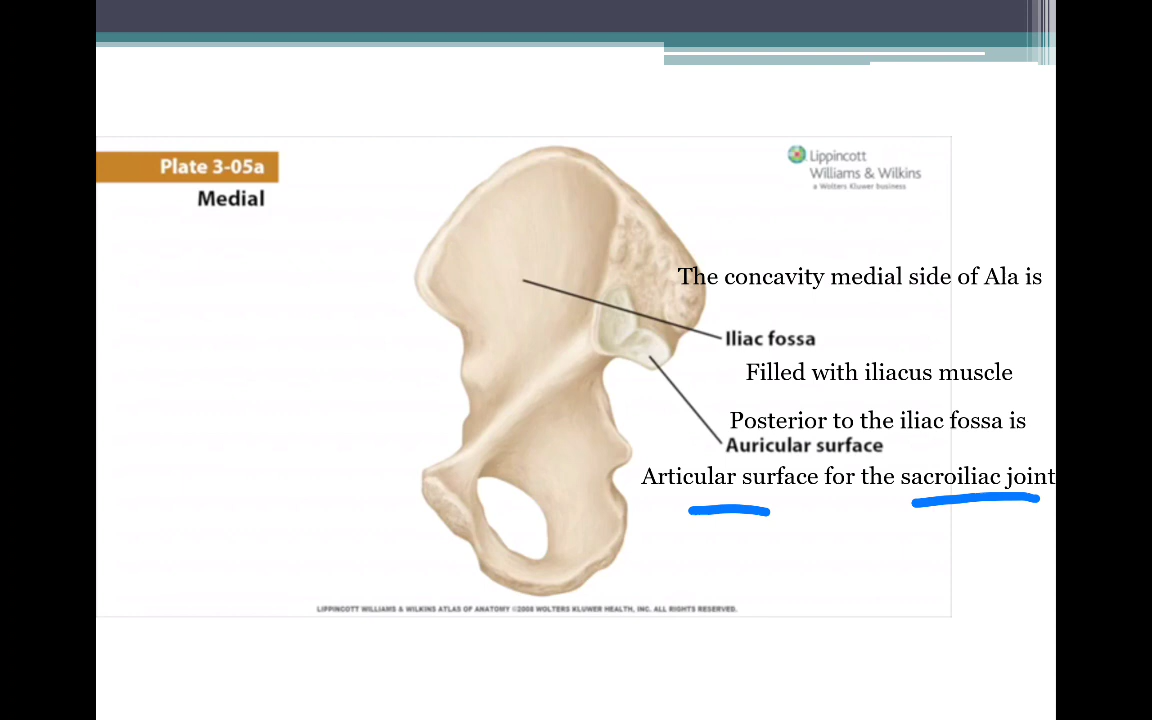 Plate 3-05a
Medial
Lippincott
Williams & Wilkins
a Wolters Kluwer business
The concavity medial side of Ala is
Iliac fossa
Filled with iliacus muscle
Posterior to the iliac fossa is
Auricular surface
Articular surface for the sacroiliac joint
LIPPINCOTT WILLIAMS & WILKINS ATLAS OF ANATOMY ©2008 WOLTERS KLUWER HEALTH, INC. ALL RIGHTS RESERVED.